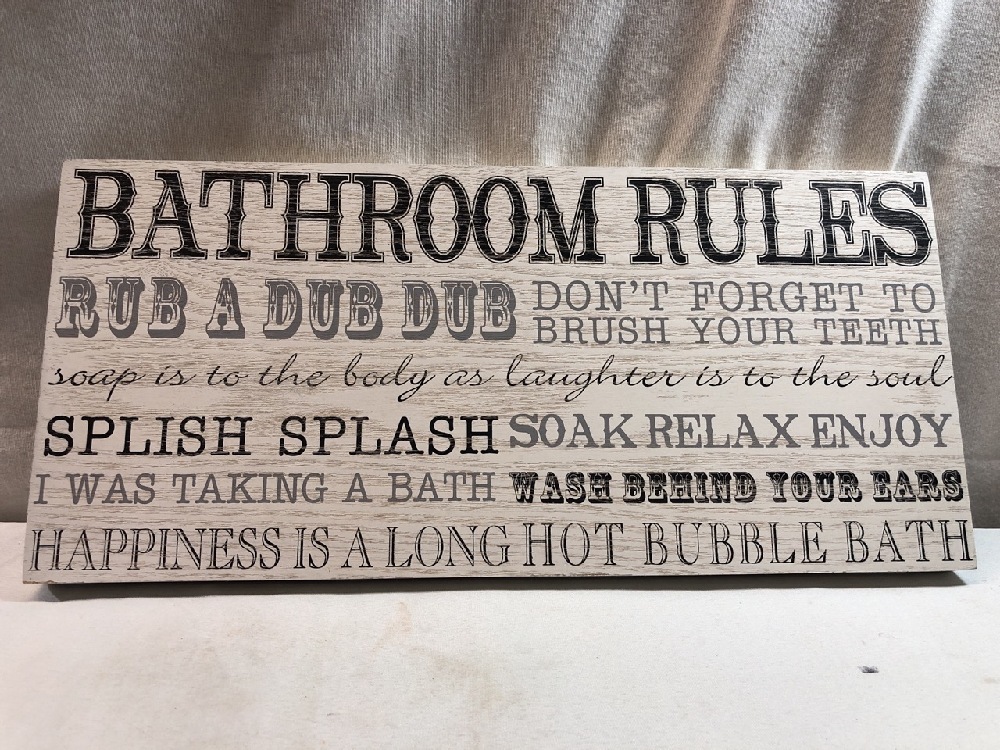 BATHROOM RULES
RUB A DUB DUB
DON'T FORGET TO
BRUSH YOUR TEETH
soap is to the body as laughter is to the soul
SPLISH SPLASH
SOAK RELAX ENJOY
I WAS TAKING A BATH
WASH BEHIND YOUR EARS
HAPPINESS IS A LONG HOT BUBBLE BATH